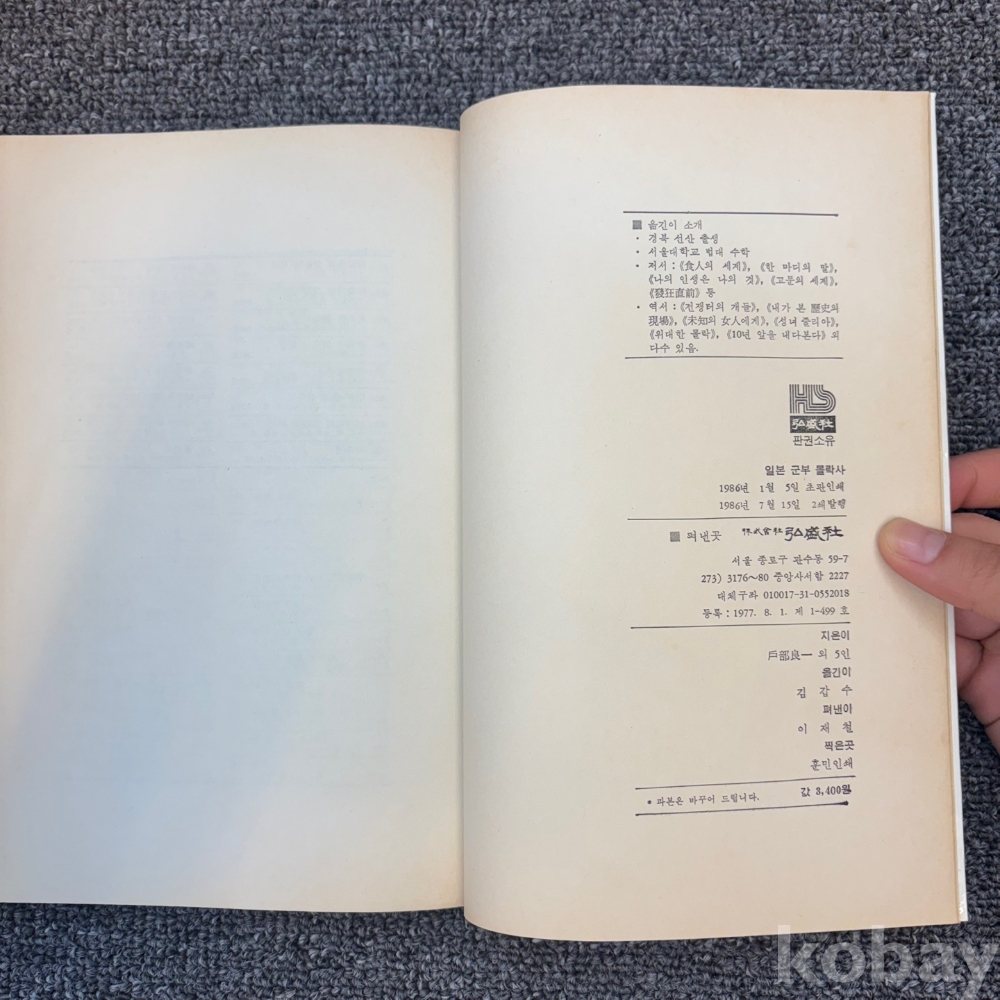 ■ 옮긴이 소개
• 경북 선산 출생
• 서울대학교 법대 수학
• 저서 : 《食人의 세계》, 《한 마디의 말》,
《나의 인생은 나의 것》, 《고문의 세계》,
《發狂直前》 등
• 역서 : 《전쟁터의 개들》, 《내가 본 歷史의
現場》, 《未知의 女人에게》, 《성녀 줄리아》,
《위대한 몰락》, 《10년 앞을 내다본다》 외
다수 있음.
HS
弘盛社
판권소유
일본 군부 몰락사
1986년 1월 5일 초판인쇄
1986년 7월 15일 2쇄발행
■ 펴낸곳 株式会社 弘盛社
서울 종로구 관수동 59-7
273) 3176~80 중앙사서함 2227
대체구좌 010017-31-0552018
등록 : 1977. 8. 1. 제 1-499 호
지은이
戶部良一 외 5인
옮긴이
김 갑 수
펴낸이
이 재 철
찍은곳
훈민인쇄
* 파본은 바꾸어 드립니다. 값 3,400원
kobay